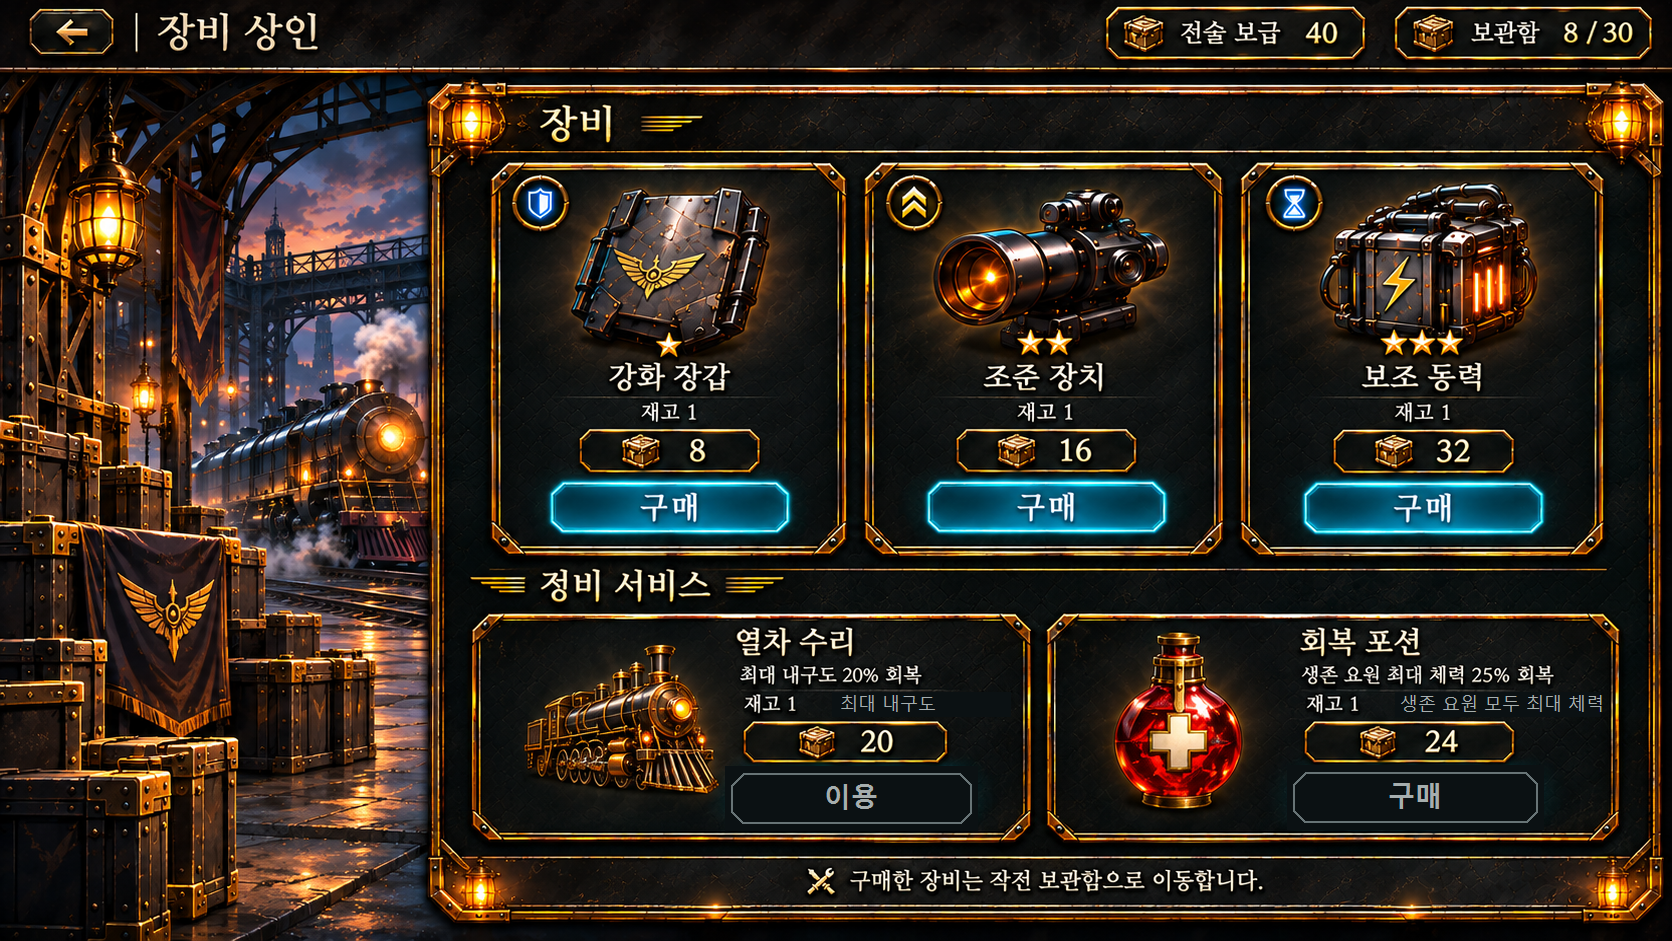 장비 상인
전술 보급 40
보관함 8 / 30
장비
강화 장갑
재고 1
8
구매
조준 장치
재고 1
16
구매
보조 동력
재고 1
32
구매
정비 서비스
열차 수리
최대 내구도 20% 회복
재고 1 최대 내구도
20
이용
회복 포션
생존 요원 최대 체력 25% 회복
재고 1 생존 요원 모두 최대 체력
24
구매
구매한 장비는 작전 보관함으로 이동합니다.